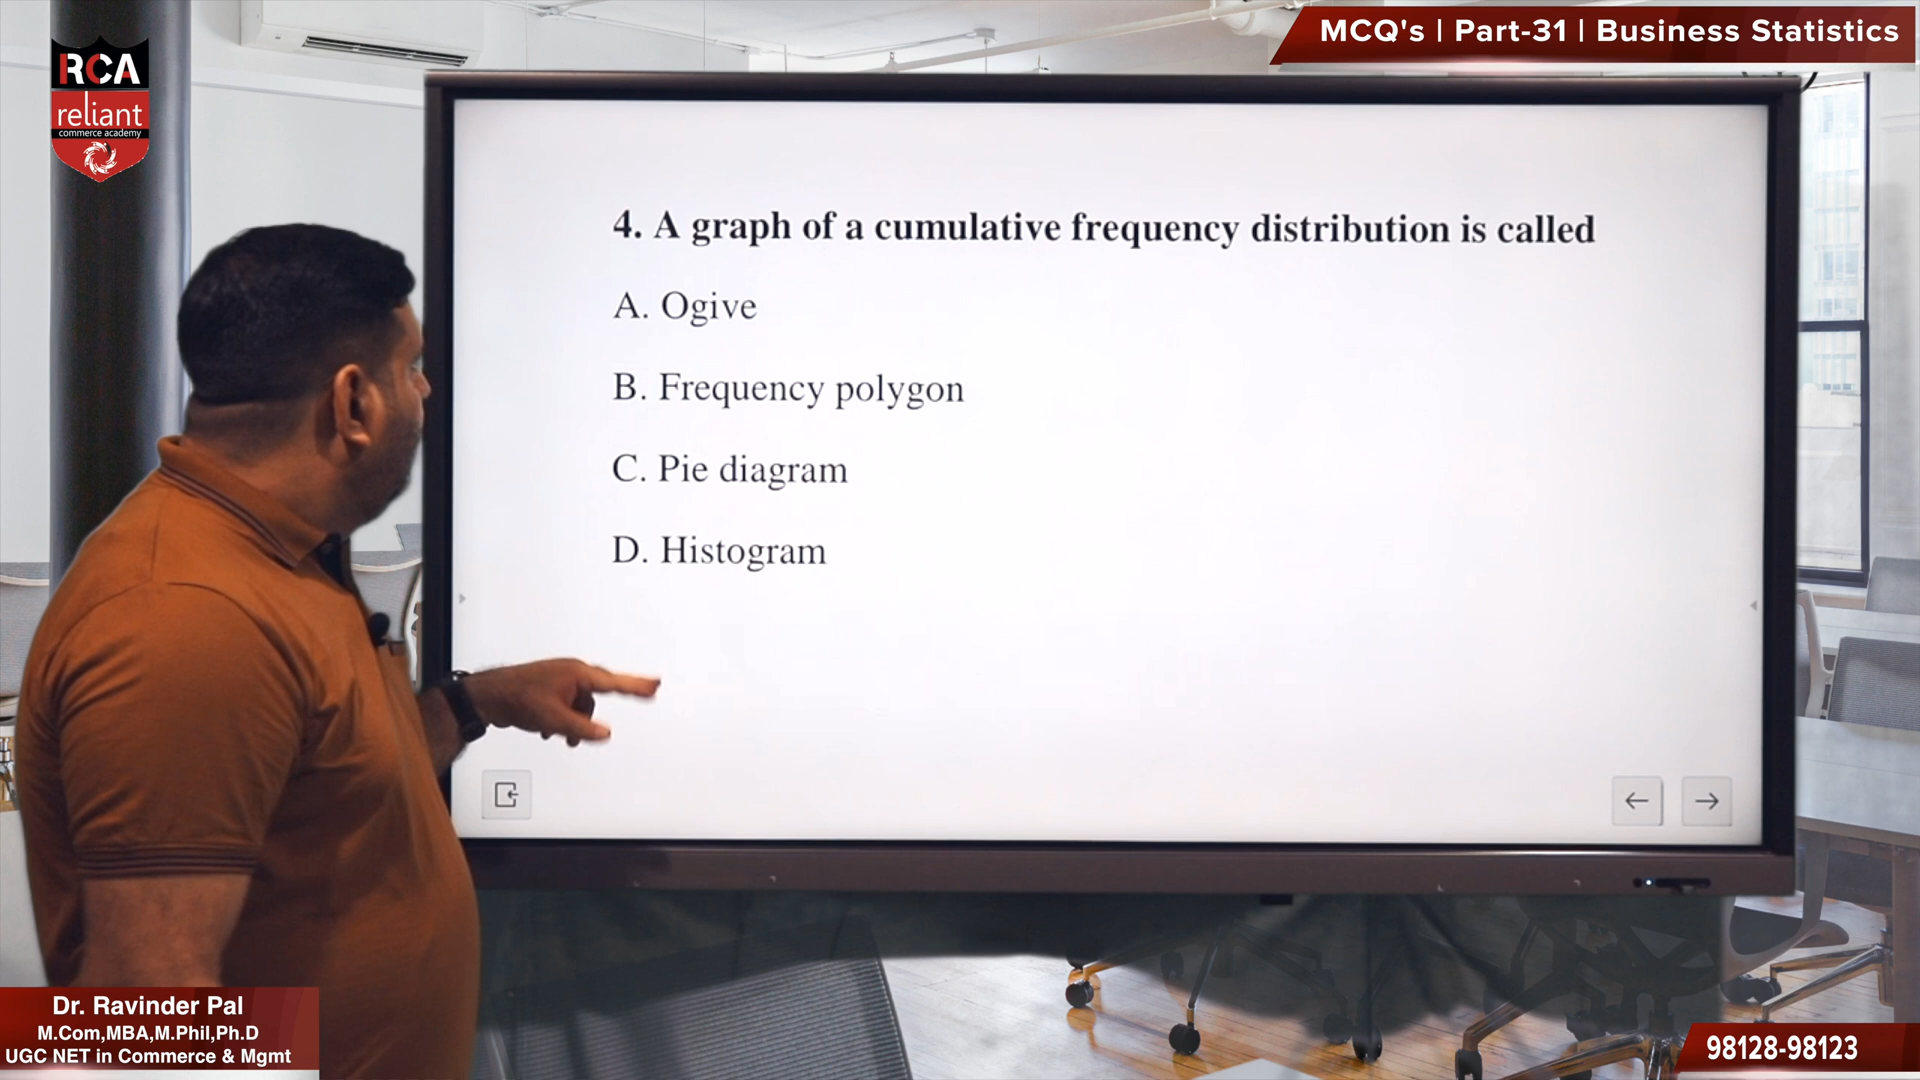 RCA
reliant
commerce academy
MCQ's | Part-31 | Business Statistics
4. A graph of a cumulative frequency distribution is called
A. Ogive
B. Frequency polygon
C. Pie diagram
D. Histogram
Dr. Ravinder Pal
M.Com,MBA,M.Phil,Ph.D
UGC NET in Commerce & Mgmt
98128-98123